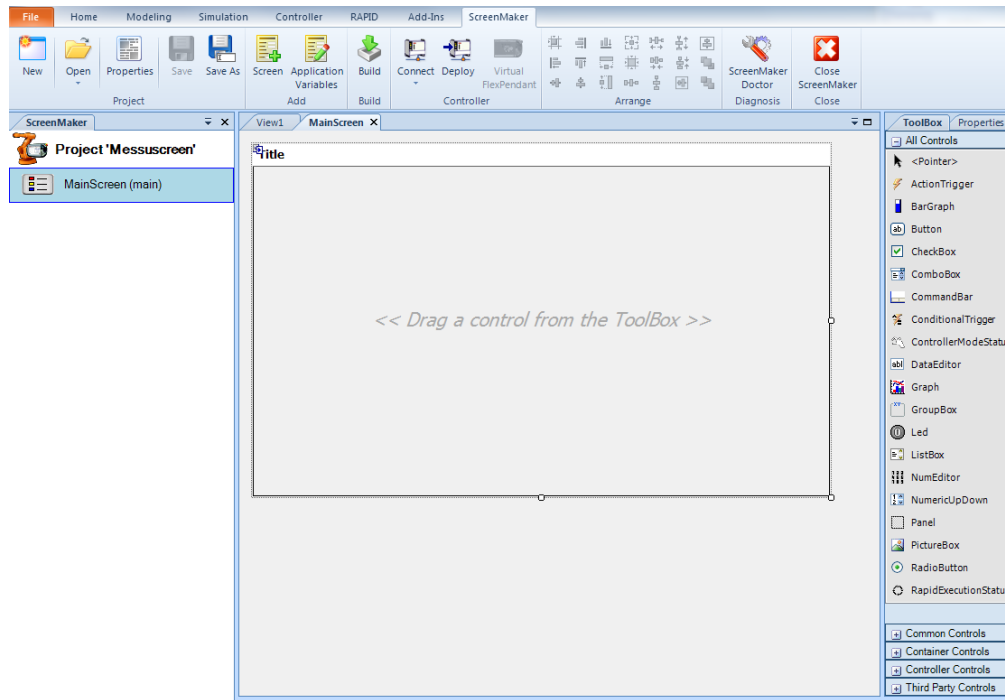 File Home Modeling Simulation Controller RAPID Add-Ins ScreenMaker
New Open Properties Save Save As Screen Application Variables Build Connect Deploy Virtual FlexPendant ScreenMaker Doctor Close ScreenMaker
Project Add Build Controller Arrange Diagnosis Close
ScreenMaker
View1 MainScreen
ToolBox Properties
Project 'Messuscreen'
MainScreen (main)
Title
<< Drag a control from the ToolBox >>
All Controls
<Pointer>
ActionTrigger
BarGraph
Button
CheckBox
ComboBox
CommandBar
ConditionalTrigger
ControllerModeStatu
DataEditor
Graph
GroupBox
Led
ListBox
NumEditor
NumericUpDown
Panel
PictureBox
RadioButton
RapidExecutionStatu
Common Controls
Container Controls
Controller Controls
Third Party Controls